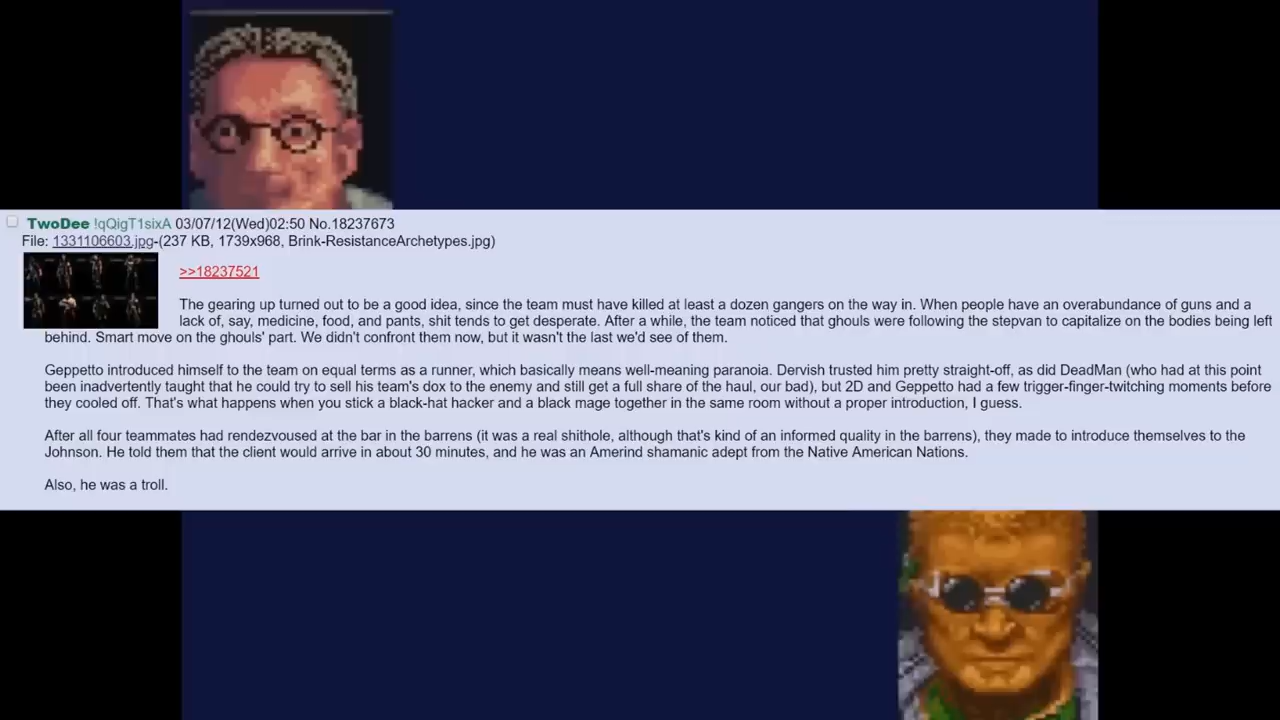 TwoDee !qQigT1sixA 03/07/12(Wed)02:50 No.18237673
File: 1331106603.jpg-(237 KB, 1739x968, Brink-ResistanceArchetypes.jpg)
>>18237521
The gearing up turned out to be a good idea, since the team must have killed at least a dozen gangers on the way in. When people have an overabundance of guns and a
lack of, say, medicine, food, and pants, shit tends to get desperate. After a while, the team noticed that ghouls were following the stepvan to capitalize on the bodies being left
behind. Smart move on the ghouls' part. We didn't confront them now, but it wasn't the last we'd see of them.
Geppetto introduced himself to the team on equal terms as a runner, which basically means well-meaning paranoia. Dervish trusted him pretty straight-off, as did DeadMan (who had at this point
been inadvertently taught that he could try to sell his team's dox to the enemy and still get a full share of the haul, our bad), but 2D and Geppetto had a few trigger-finger-twitching moments before
they cooled off. That's what happens when you stick a black-hat hacker and a black mage together in the same room without a proper introduction, I guess.
After all four teammates had rendezvoused at the bar in the barrens (it was a real shithole, although that's kind of an informed quality in the barrens), they made to introduce themselves to the
Johnson. He told them that the client would arrive in about 30 minutes, and he was an Amerind shamanic adept from the Native American Nations.
Also, he was a troll.